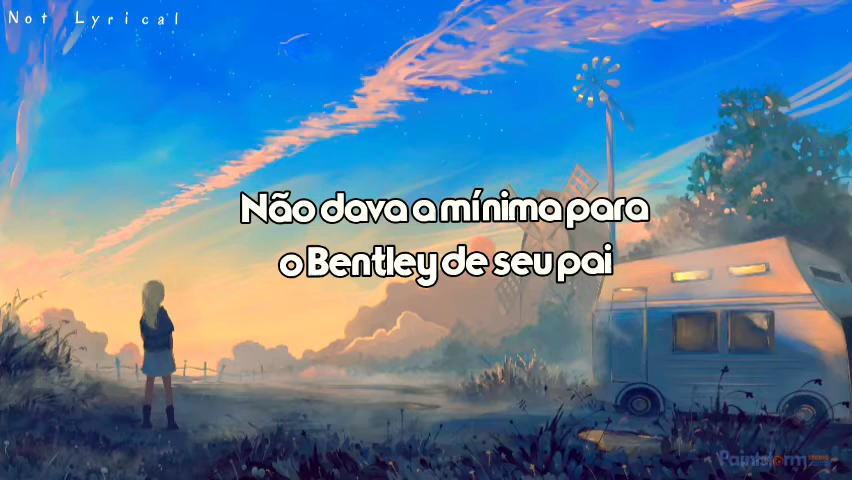 Not Lyrical
Não dava a mínima para
o Bentley de seu pai
Paintstorm